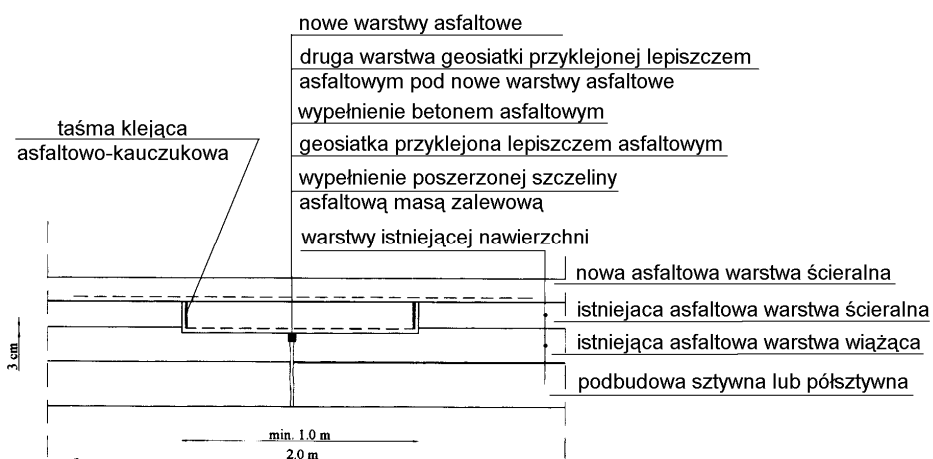 nowe warstwy asfaltowe
druga warstwa geosiatki przyklejonej lepiszczem
asfaltowym pod nowe warstwy asfaltowe
wypełnienie betonem asfaltowym
taśma klejąca
asfaltowo-kauczukowa
geosiatka przyklejona lepiszczem asfaltowym
wypełnienie poszerzonej szczeliny
asfaltową masą zalewową
warstwy istniejącej nawierzchni
nowa asfaltowa warstwa ścieralna
istniejaca asfaltowa warstwa ścieralna
istniejąca asfaltowa warstwa wiążąca
podbudowa sztywna lub półsztywna
3 cm
min. 1.0 m
2.0 m